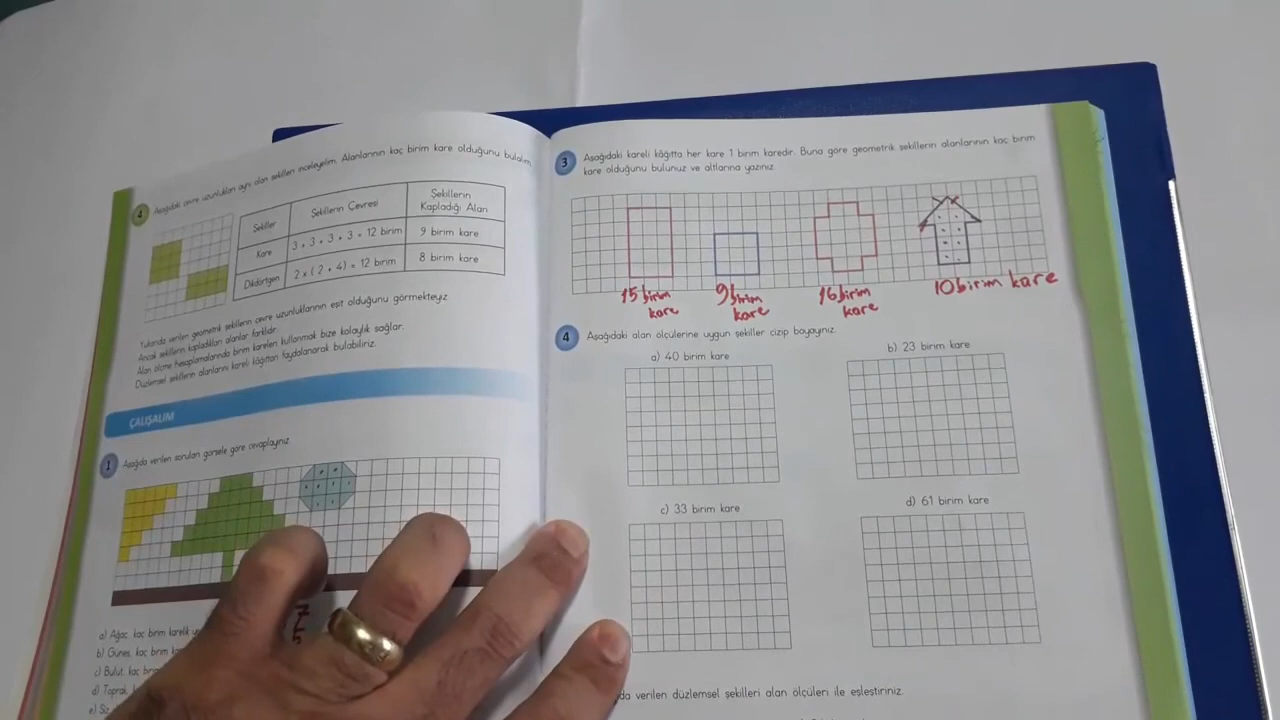 4 Aşağıdaki çevre uzunlukları aynı olan şekilleri inceleyelim. Alanlarının kaç birim kare olduğunu bulalım.
Şekiller
Şekillerin Çevresi
Şekillerin
Kapladığı Alan
Kare
3 + 3 + 3 + 3 = 12 birim
9 birim kare
Dikdörtgen
2 x ( 2 + 4 ) = 12 birim
8 birim kare
Yukarıda verilen geometrik şekillerin çevre uzunluklarının eşit olduğunu görmekteyiz
Ancak şekillerin kapladıkları alanlar farklıdır.
Alan ölçme hesaplamalarında birim kareleri kullanmak bize kolaylık sağlar.
Düzlemsel şekillerin alanlarını kareli kâğıttan faydalanarak bulabiliriz.
ÇALIŞALIM
1 Aşağıda verilen soruları görsele göre cevaplayınız.
a) Ağaç, kaç birim karelik
b) Güneş, kaç birim
c) Bulut, kaç
d) Toprak,
e)
3 Aşağıdaki kareli kâğıtta her kare 1 birim karedir. Buna göre geometrik şekillerin alanlarının kaç birim
kare olduğunu bulunuz ve altlarına yazınız.
15 birim
kare
9 birim
kare
16 birim
kare
10 birim kare
4 Aşağıdaki alan ölçülerine uygun şekiller çizip boyayınız.
a) 40 birim kare
b) 23 birim kare
c) 33 birim kare
d) 61 birim kare
da verilen düzlemsel şekilleri alan ölçüleri ile eşleştiriniz.